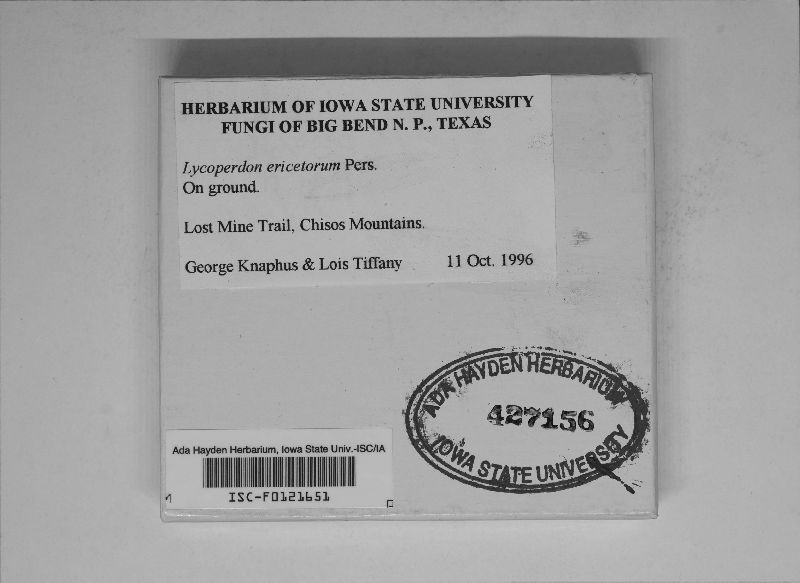 HERBARIUM OF IOWA STATE UNIVERSITY
FUNGI OF BIG BEND N. P., TEXAS
Lycoperdon ericetorum Pers.
On ground.
Lost Mine Trail, Chisos Mountains.
George Knaphus & Lois Tiffany 11 Oct. 1996
ADA HAYDEN HERBARIUM
427156
IOWA STATE UNIVERSITY
Ada Hayden Herbarium, Iowa State Univ.-ISC/IA
ISC-F0121651